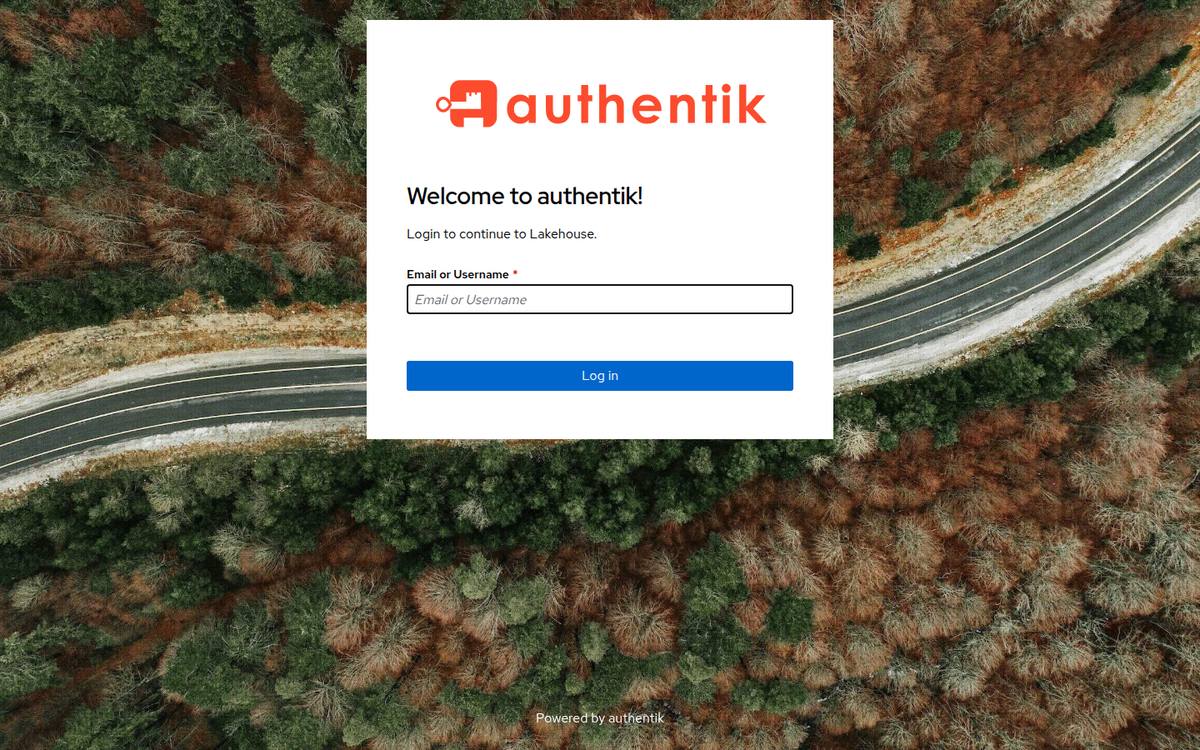 authentik
Welcome to authentik!
Login to continue to Lakehouse.
Email or Username *
Email or Username
Log in
Powered by authentik